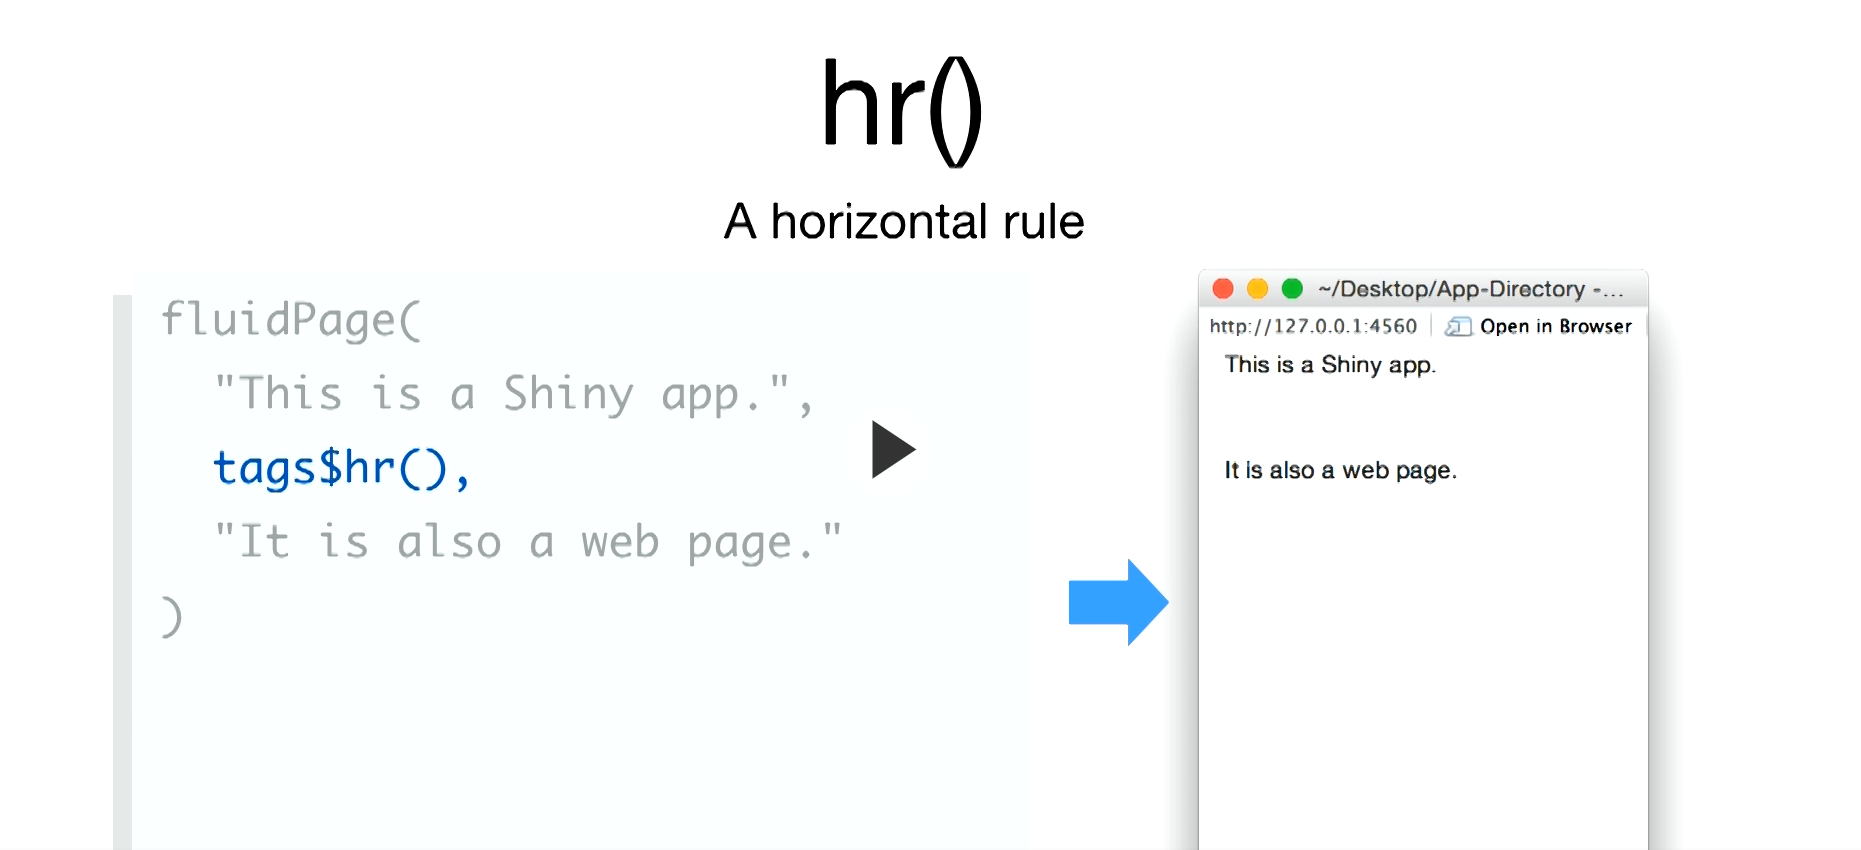 hr()
A horizontal rule
fluidPage(
"This is a Shiny app.",
tags$hr(),
"It is also a web page."
)
~/Desktop/App-Directory -...
http://127.0.0.1:4560 Open in Browser
This is a Shiny app.
It is also a web page.